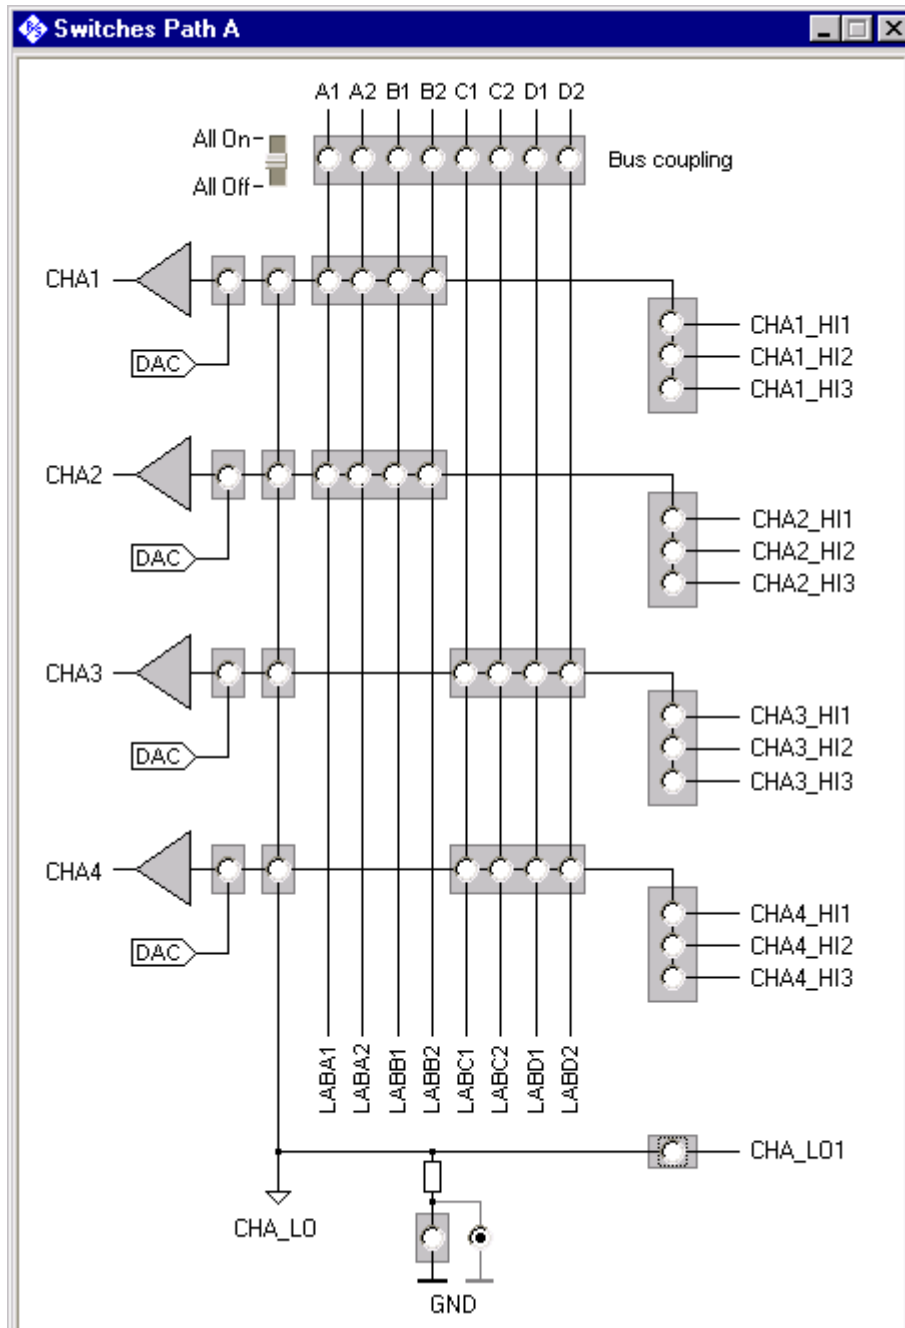 Switches Path A
A1 A2 B1 B2 C1 C2 D1 D2
All On
All Off
Bus coupling
CHA1
DAC
CHA1_HI1
CHA1_HI2
CHA1_HI3
CHA2
DAC
CHA2_HI1
CHA2_HI2
CHA2_HI3
CHA3
DAC
CHA3_HI1
CHA3_HI2
CHA3_HI3
CHA4
DAC
CHA4_HI1
CHA4_HI2
CHA4_HI3
LABA1
LABA2
LABB1
LABB2
LABC1
LABC2
LABD1
LABD2
CHA_LO1
CHA_LO
GND